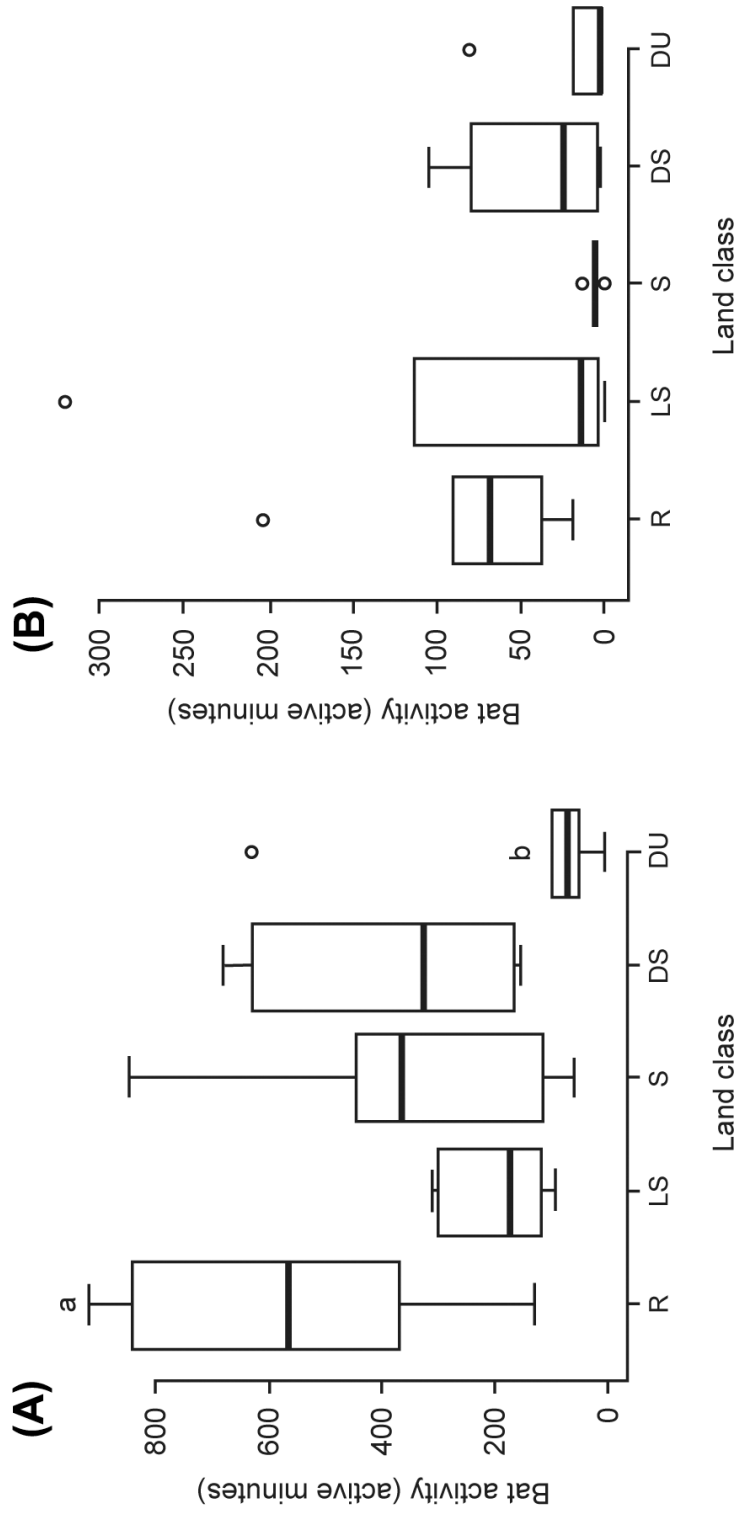 (A)
Bat activity (active minutes)
800
600
400
200
0
a
b
R LS S DS DU
Land class
(B)
Bat activity (active minutes)
300
250
200
150
100
50
0
R LS S DS DU
Land class